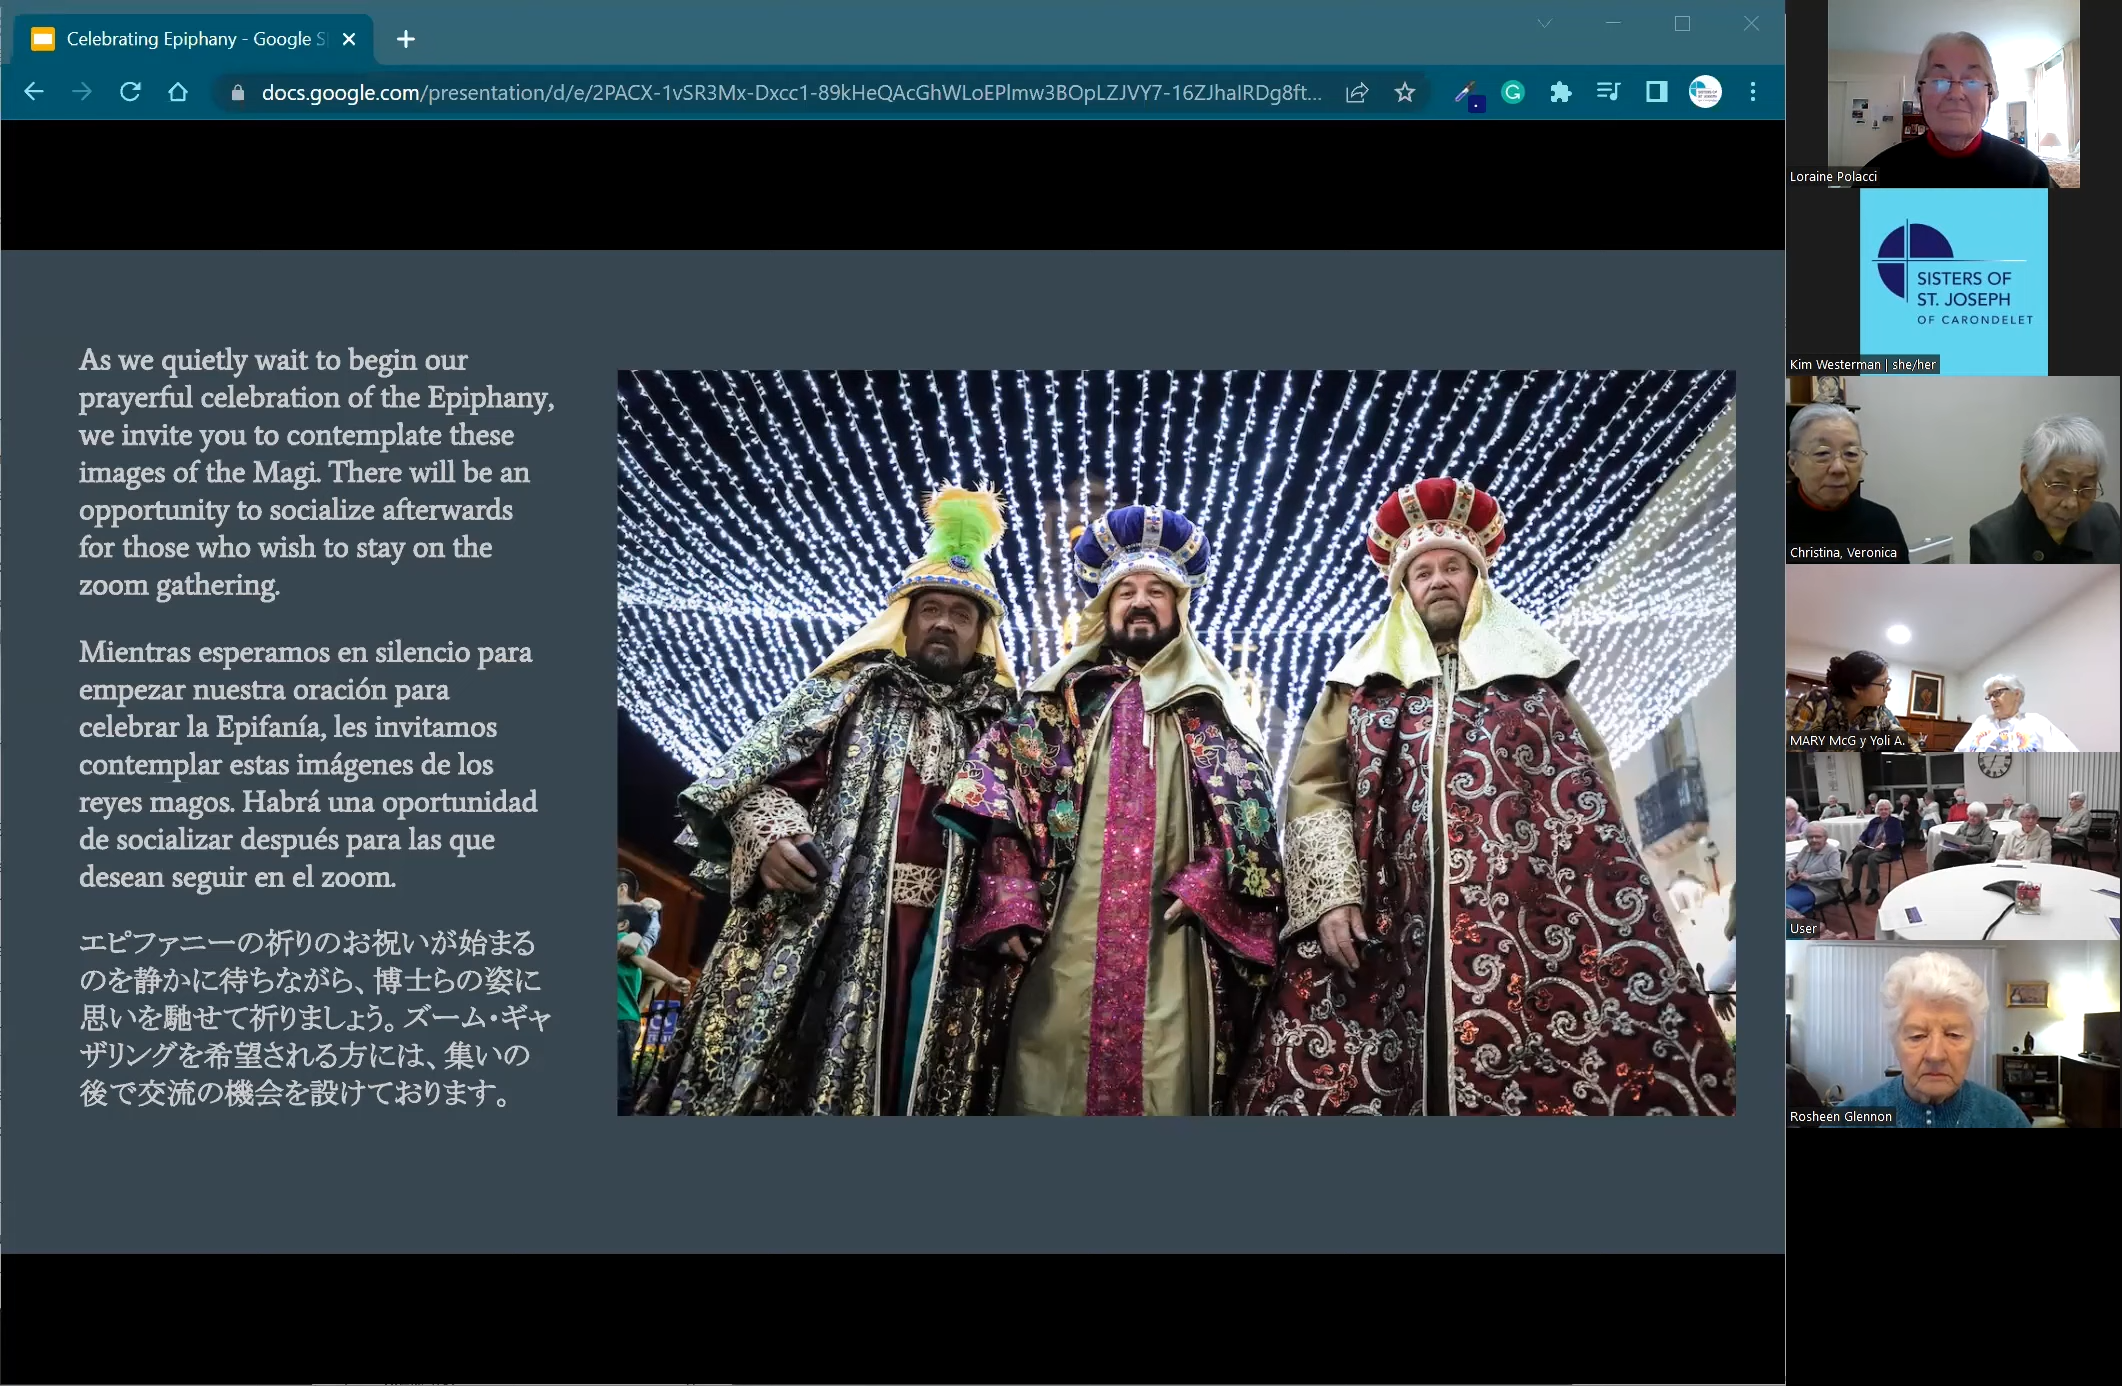 Celebrating Epiphany - Google S
docs.google.com/presentation/d/e/2PACX-1vSR3Mx-Dxcc1-89kHeQAcGhWLoEPlmw3BOpLZJVY7-16ZJhaIRDg8ft...
As we quietly wait to begin our
prayerful celebration of the Epiphany,
we invite you to contemplate these
images of the Magi. There will be an
opportunity to socialize afterwards
for those who wish to stay on the
zoom gathering.
Mientras esperamos en silencio para
empezar nuestra oración para
celebrar la Epifanía, les invitamos
contemplar estas imágenes de los
reyes magos. Habrá una oportunidad
de socializar después para las que
desean seguir en el zoom.
エピファニーの祈りのお祝いが始まる
のを静かに待ちながら、博士らの姿に
思いを馳せて祈りましょう。ズーム・ギャ
ザリングを希望される方には、集いの
後で交流の機会を設けております。
Loraine Polacci
SISTERS OF
ST. JOSEPH
OF CARONDELET
Kim Westerman | she/her
Christina, Veronica
MARY McG y Yoli A.
User
Rosheen Glennon